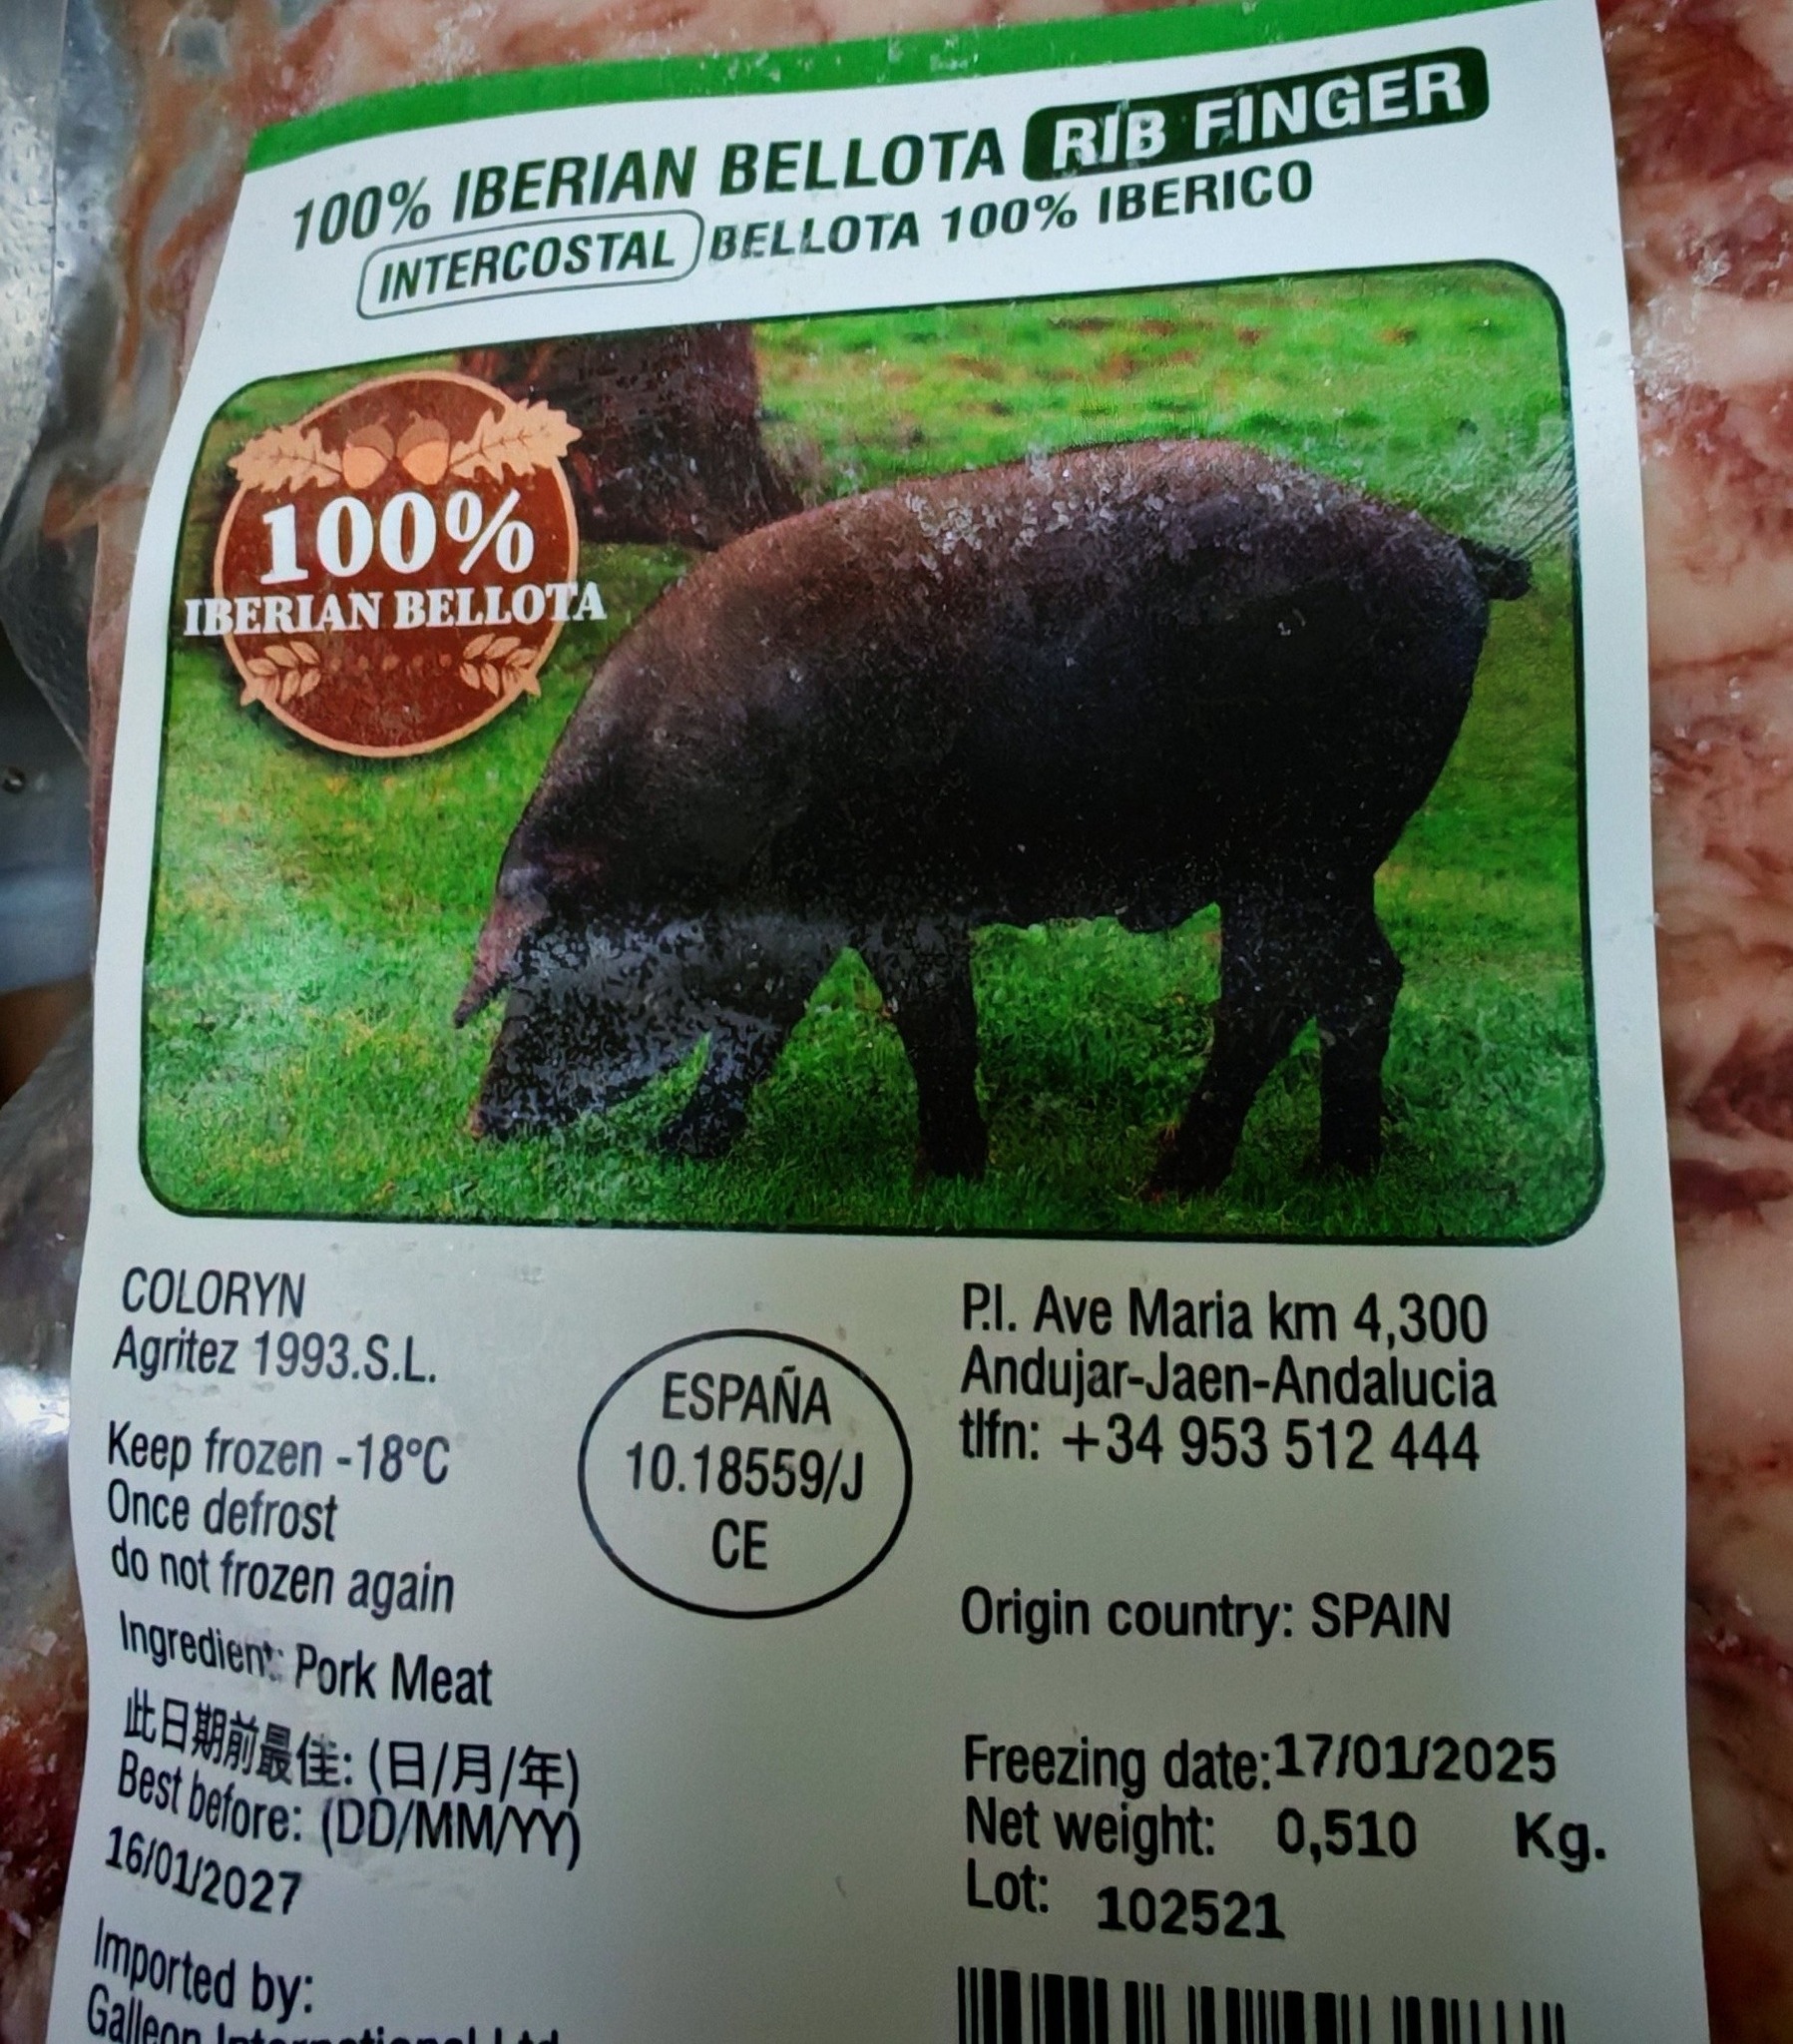 100% IBERIAN BELLOTA RIB FINGER
INTERCOSTAL BELLOTA 100% IBERICO
100%
IBERIAN BELLOTA
COLORYN
Agritez 1993.S.L.
Keep frozen -18°C
Once defrost
do not frozen again
Ingredient: Pork Meat
此日期前最佳: (日/月/年)
Best before: (DD/MM/YY)
16/01/2027
Imported by:
Galleon International Ltd
ESPAÑA
10.18559/J
CE
P.I. Ave Maria km 4,300
Andujar-Jaen-Andalucia
tlfn: +34 953 512 444
Origin country: SPAIN
Freezing date:17/01/2025
Net weight: 0,510 Kg.
Lot: 102521